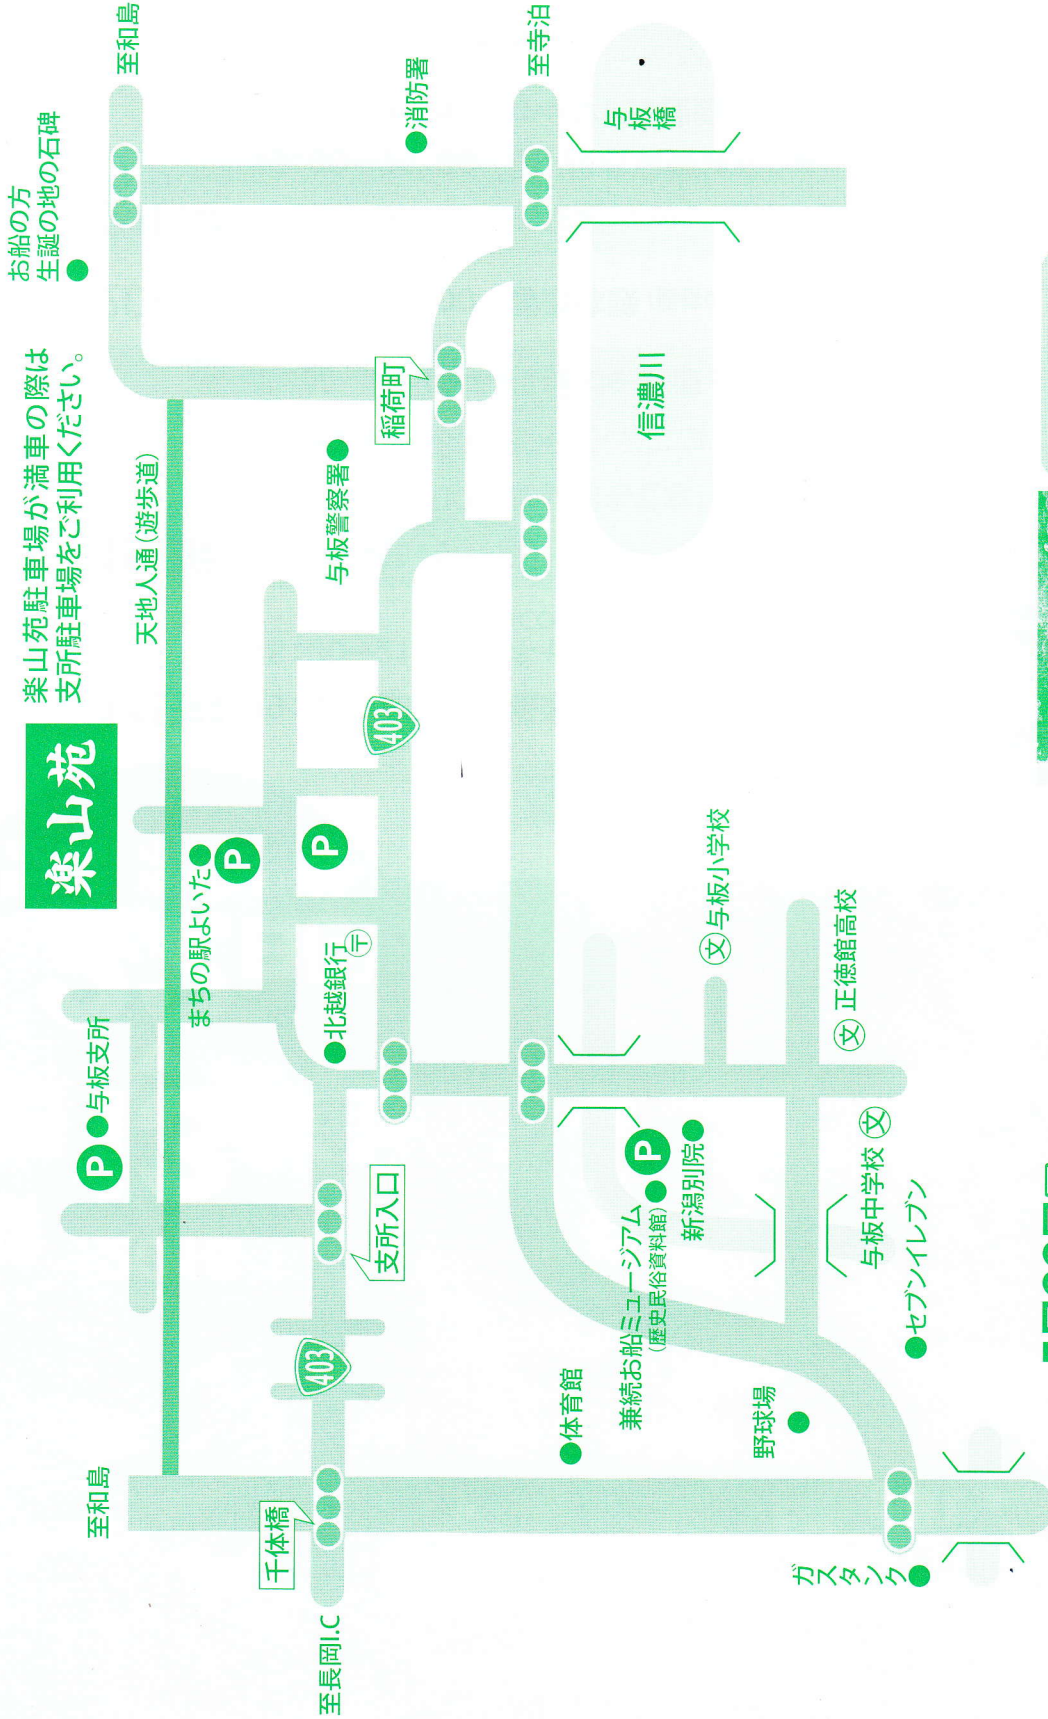 お船の方
生誕の地の石碑
至和島
楽山苑駐車場が満車の際は
支所駐車場をご利用ください。
楽山苑
天地人通(遊歩道)
消防署
至寺泊
与板橋
稲荷町
信濃川
与板警察署
403
まちの駅よいた
P
P
北越銀行
〒
P
与板支所
支所入口
403
至和島
千体橋
至長岡I.C
文 与板小学校
文 正徳館高校
与板中学校 文
セブンイレブン
P
新潟別院
兼続お船ミュージアム
(歴史民俗資料館)
体育館
野球場
ガスタンク